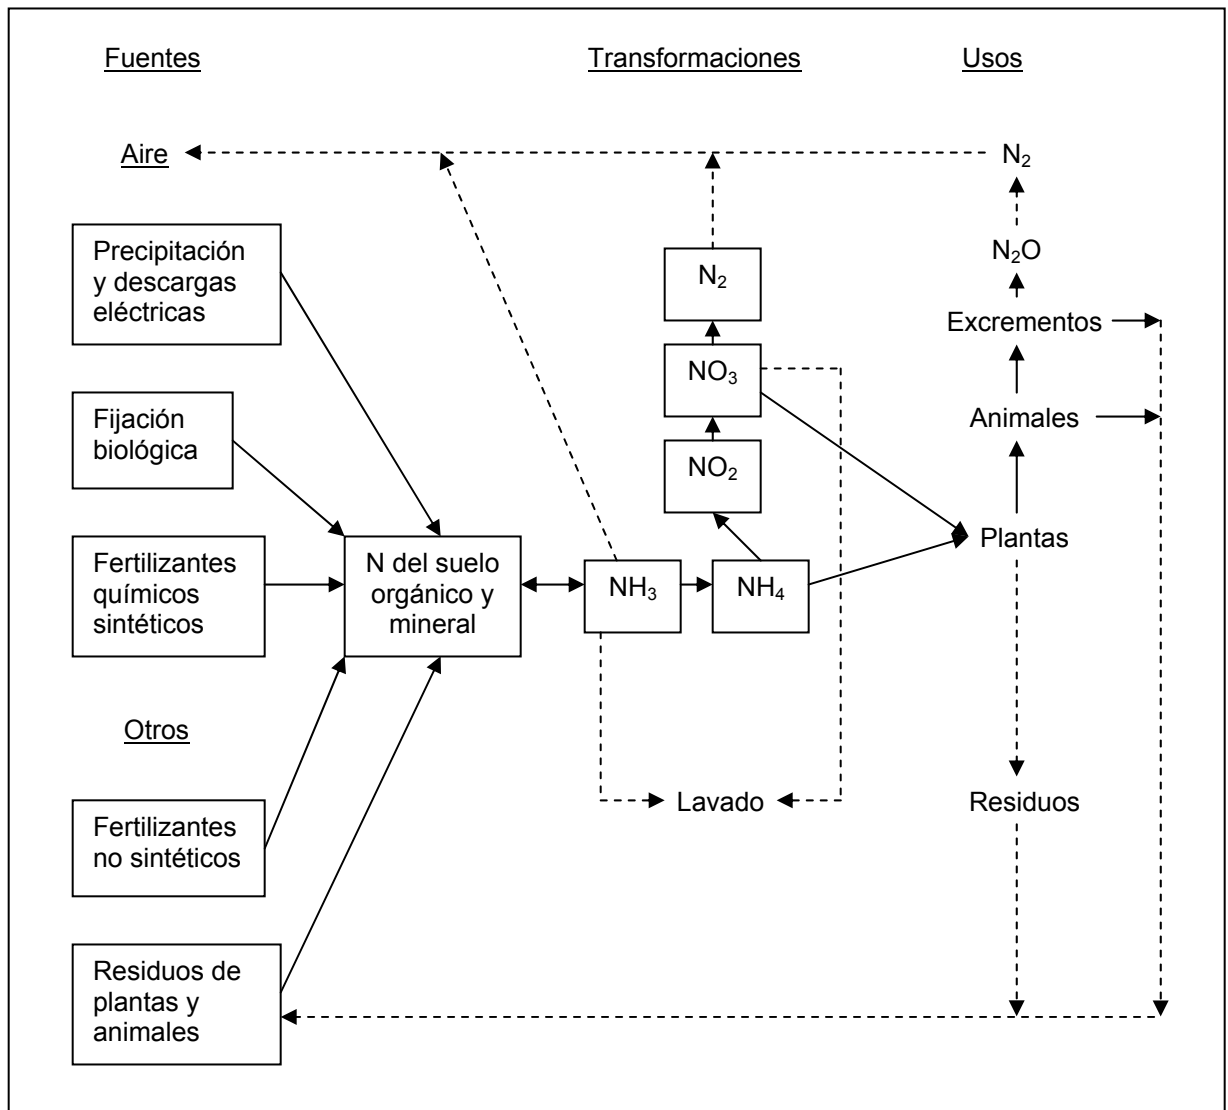 Fuentes
Transformaciones
Usos
Aire
N₂
Precipitación
y descargas
eléctricas
N₂O
N₂
Excrementos
NO₃
Fijación
biológica
Animales
NO₂
Fertilizantes
químicos
sintéticos
N del suelo
orgánico y
mineral
NH₃
NH₄
Plantas
Otros
Fertilizantes
no sintéticos
Lavado
Residuos
Residuos de
plantas y
animales